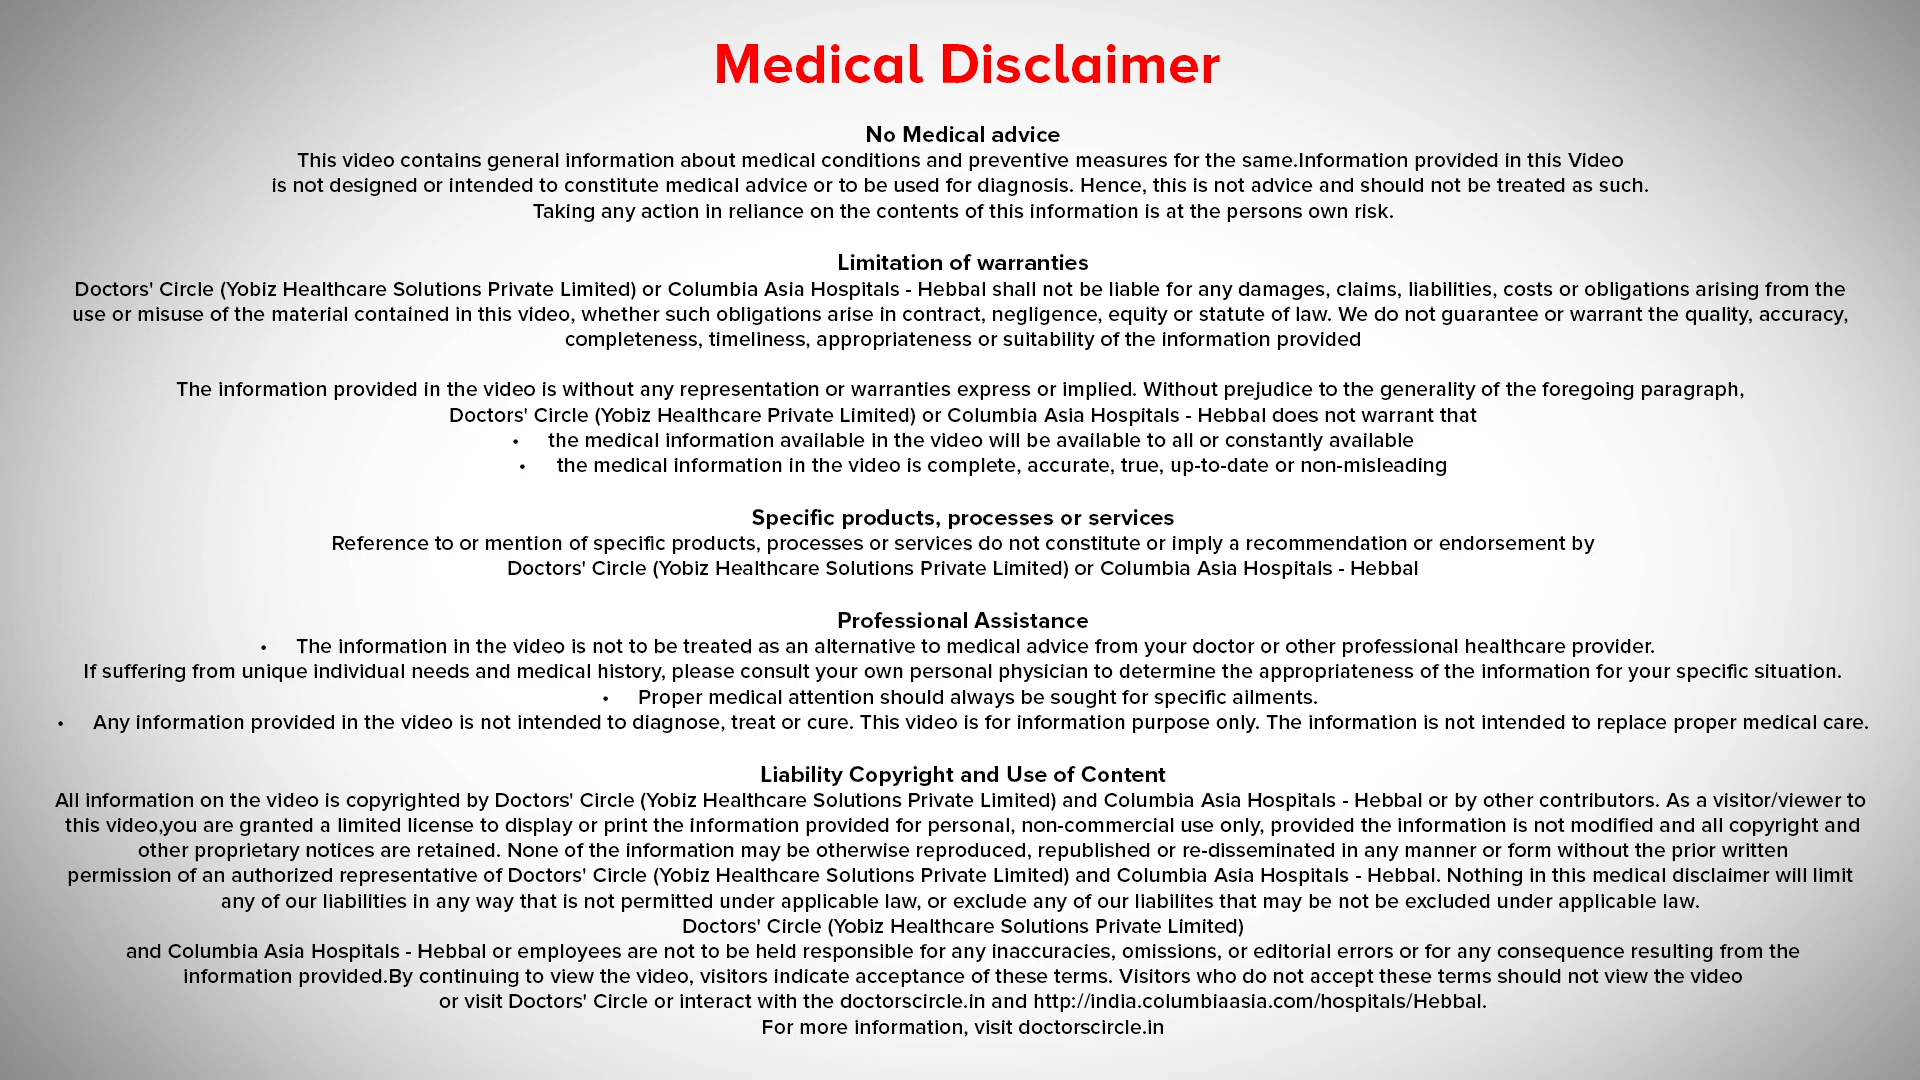 Medical Disclaimer
No Medical advice
This video contains general information about medical conditions and preventive measures for the same.Information provided in this Video
is not designed or intended to constitute medical advice or to be used for diagnosis. Hence, this is not advice and should not be treated as such.
Taking any action in reliance on the contents of this information is at the persons own risk.
Limitation of warranties
Doctors' Circle (Yobiz Healthcare Solutions Private Limited) or Columbia Asia Hospitals - Hebbal shall not be liable for any damages, claims, liabilities, costs or obligations arising from the
use or misuse of the material contained in this video, whether such obligations arise in contract, negligence, equity or statute of law. We do not guarantee or warrant the quality, accuracy,
completeness, timeliness, appropriateness or suitability of the information provided
The information provided in the video is without any representation or warranties express or implied. Without prejudice to the generality of the foregoing paragraph,
Doctors' Circle (Yobiz Healthcare Private Limited) or Columbia Asia Hospitals - Hebbal does not warrant that
• the medical information available in the video will be available to all or constantly available
• the medical information in the video is complete, accurate, true, up-to-date or non-misleading
Specific products, processes or services
Reference to or mention of specific products, processes or services do not constitute or imply a recommendation or endorsement by
Doctors' Circle (Yobiz Healthcare Solutions Private Limited) or Columbia Asia Hospitals - Hebbal
Professional Assistance
• The information in the video is not to be treated as an alternative to medical advice from your doctor or other professional healthcare provider.
If suffering from unique individual needs and medical history, please consult your own personal physician to determine the appropriateness of the information for your specific situation.
• Proper medical attention should always be sought for specific ailments.
• Any information provided in the video is not intended to diagnose, treat or cure. This video is for information purpose only. The information is not intended to replace proper medical care.
Liability Copyright and Use of Content
All information on the video is copyrighted by Doctors' Circle (Yobiz Healthcare Solutions Private Limited) and Columbia Asia Hospitals - Hebbal or by other contributors. As a visitor/viewer to
this video,you are granted a limited license to display or print the information provided for personal, non-commercial use only, provided the information is not modified and all copyright and
other proprietary notices are retained. None of the information may be otherwise reproduced, republished or re-disseminated in any manner or form without the prior written
permission of an authorized representative of Doctors' Circle (Yobiz Healthcare Solutions Private Limited) and Columbia Asia Hospitals - Hebbal. Nothing in this medical disclaimer will limit
any of our liabilities in any way that is not permitted under applicable law, or exclude any of our liabilites that may be not be excluded under applicable law.
Doctors' Circle (Yobiz Healthcare Solutions Private Limited)
and Columbia Asia Hospitals - Hebbal or employees are not to be held responsible for any inaccuracies, omissions, or editorial errors or for any consequence resulting from the
information provided.By continuing to view the video, visitors indicate acceptance of these terms. Visitors who do not accept these terms should not view the video
or visit Doctors' Circle or interact with the doctorscircle.in and http://india.columbiaasia.com/hospitals/Hebbal.
For more information, visit doctorscircle.in